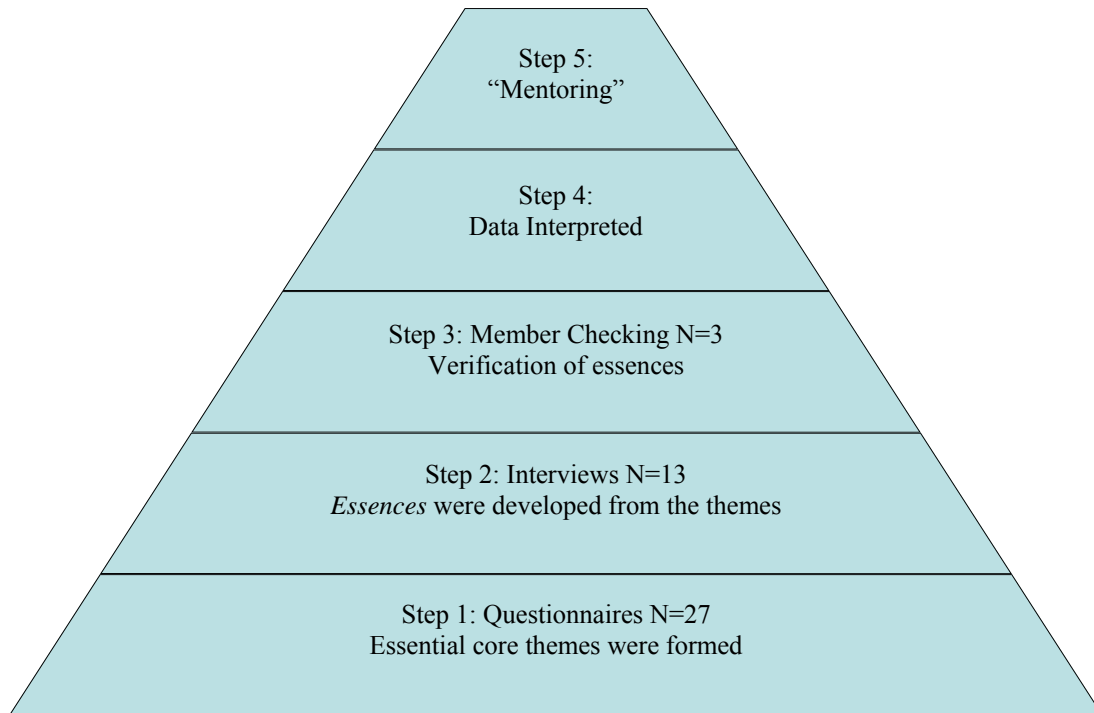 Step 5:
“Mentoring”
Step 4:
Data Interpreted
Step 3: Member Checking N=3
Verification of essences
Step 2: Interviews N=13
Essences were developed from the themes
Step 1: Questionnaires N=27
Essential core themes were formed